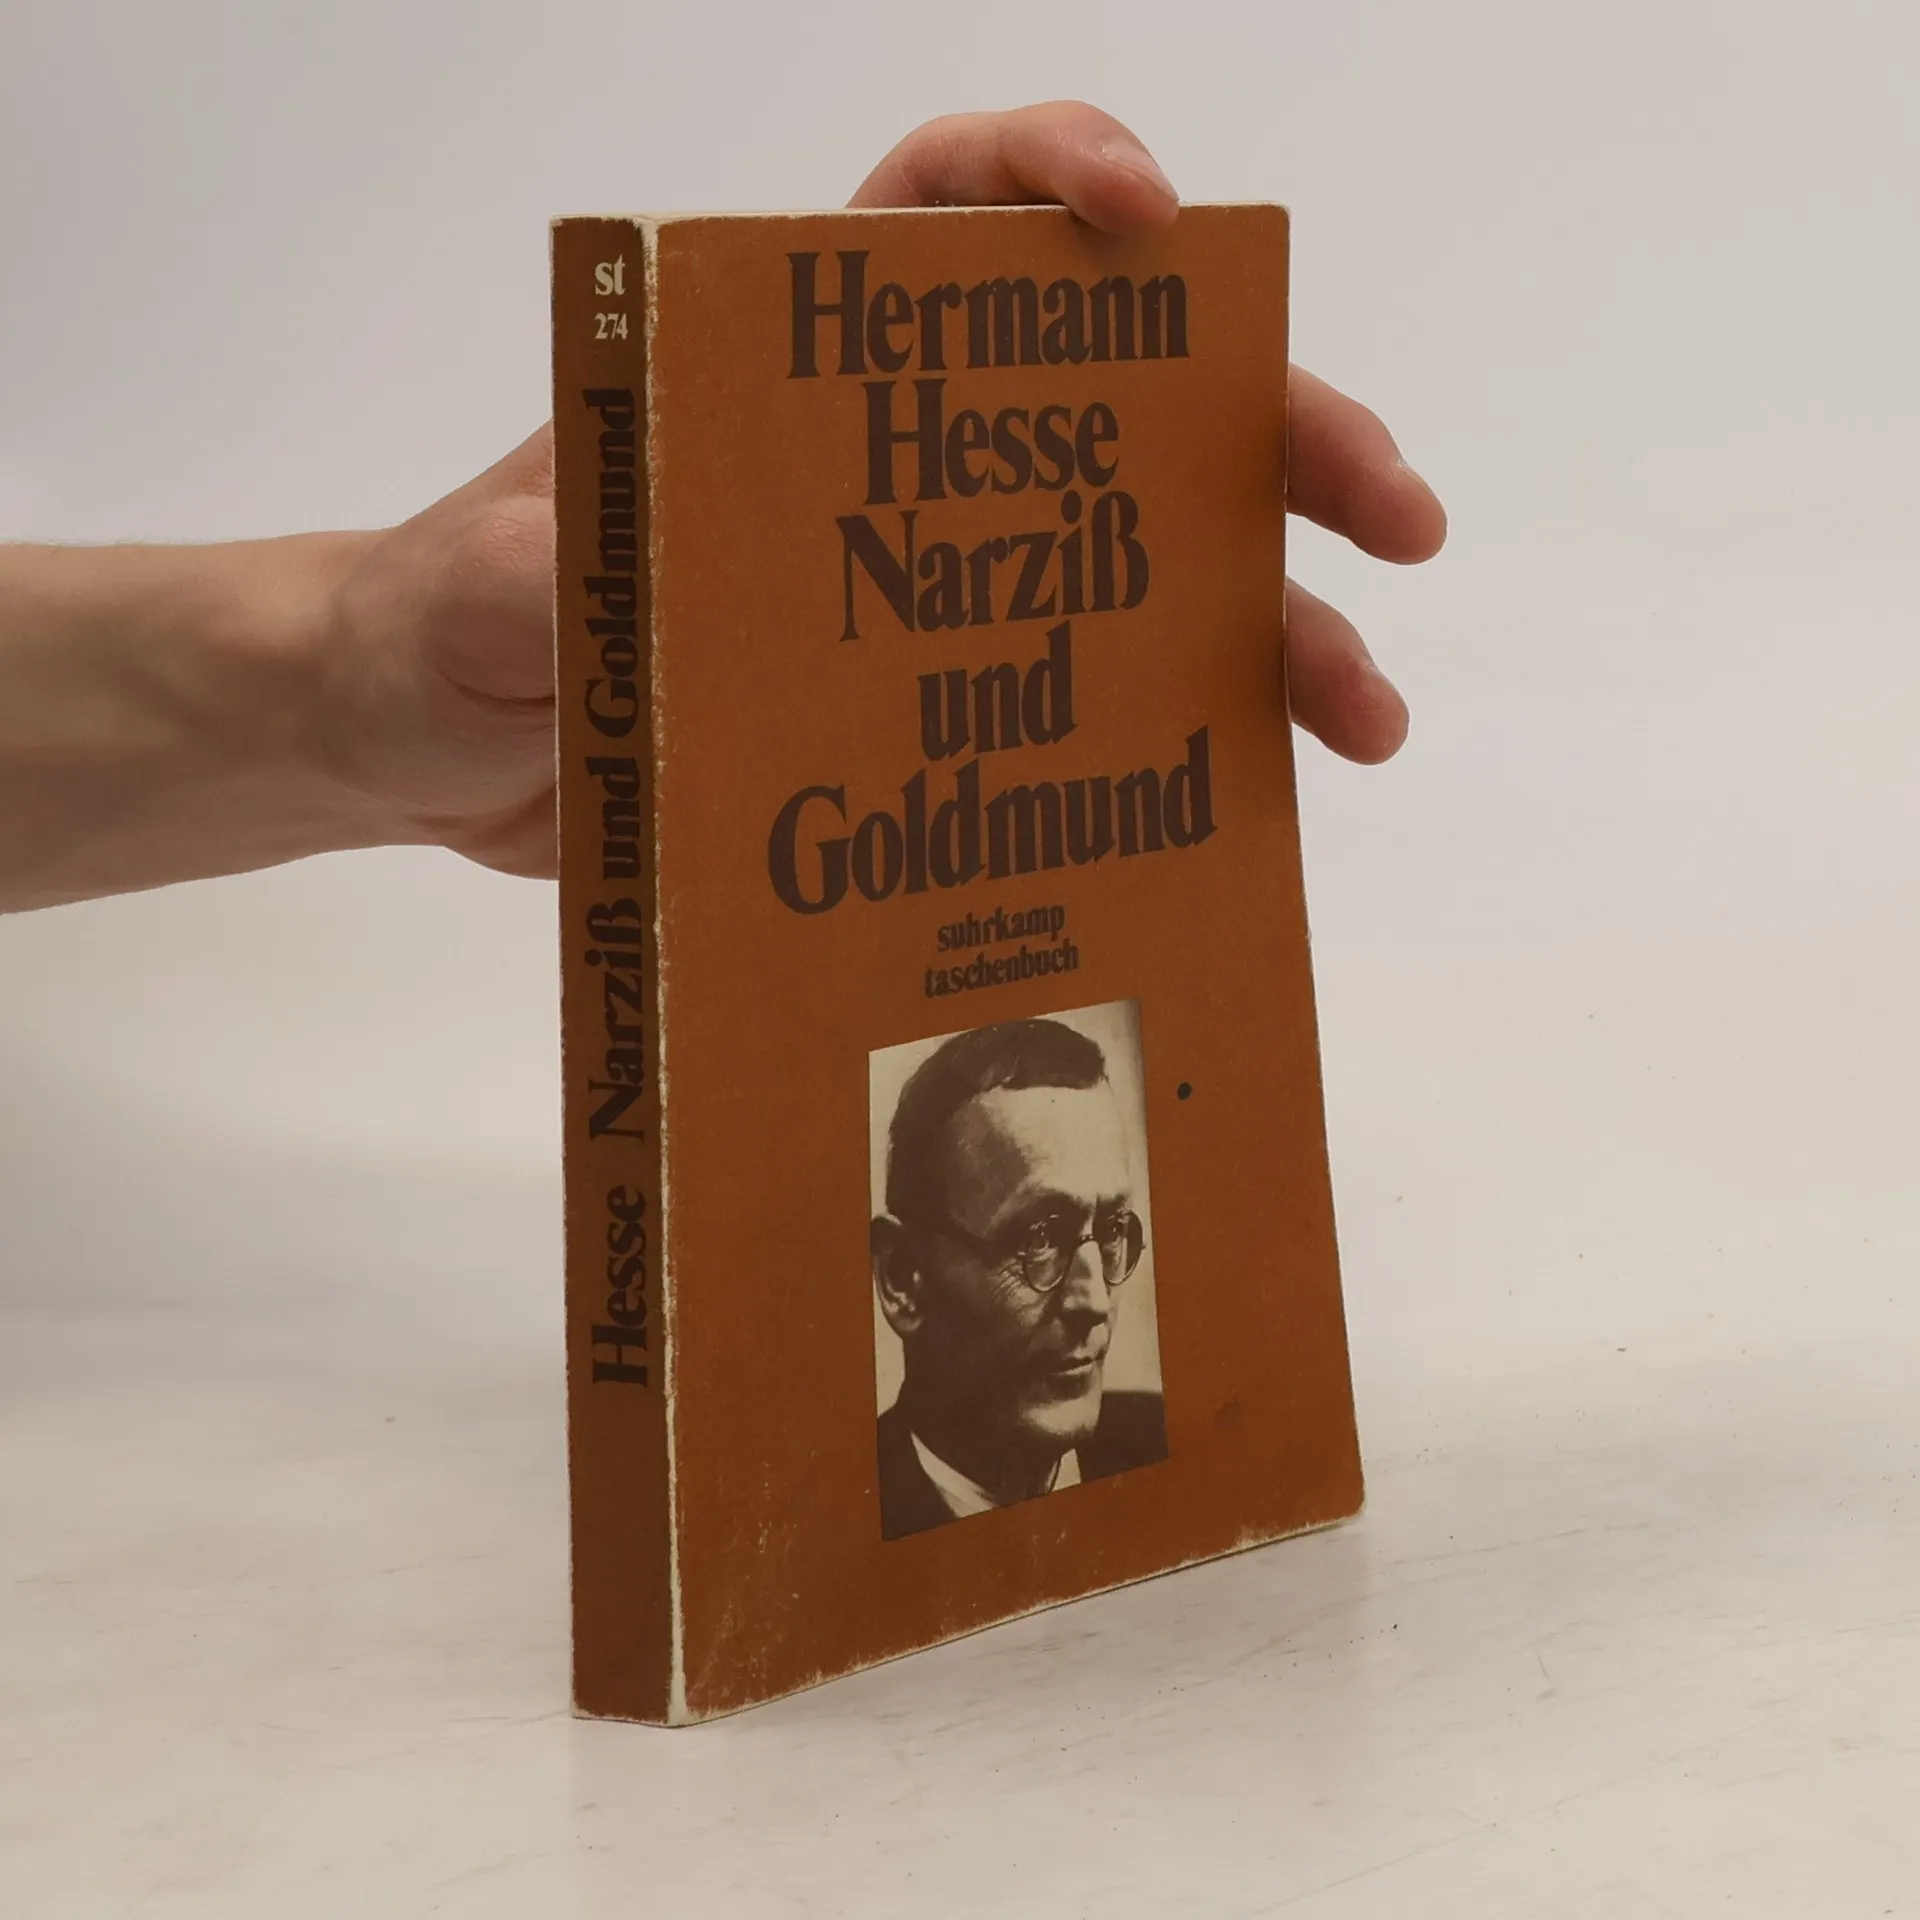 st
274
Hesse Narziß und Goldmund
Hermann
Hesse
Narziß
und
Goldmund
suhrkamp
taschenbuch